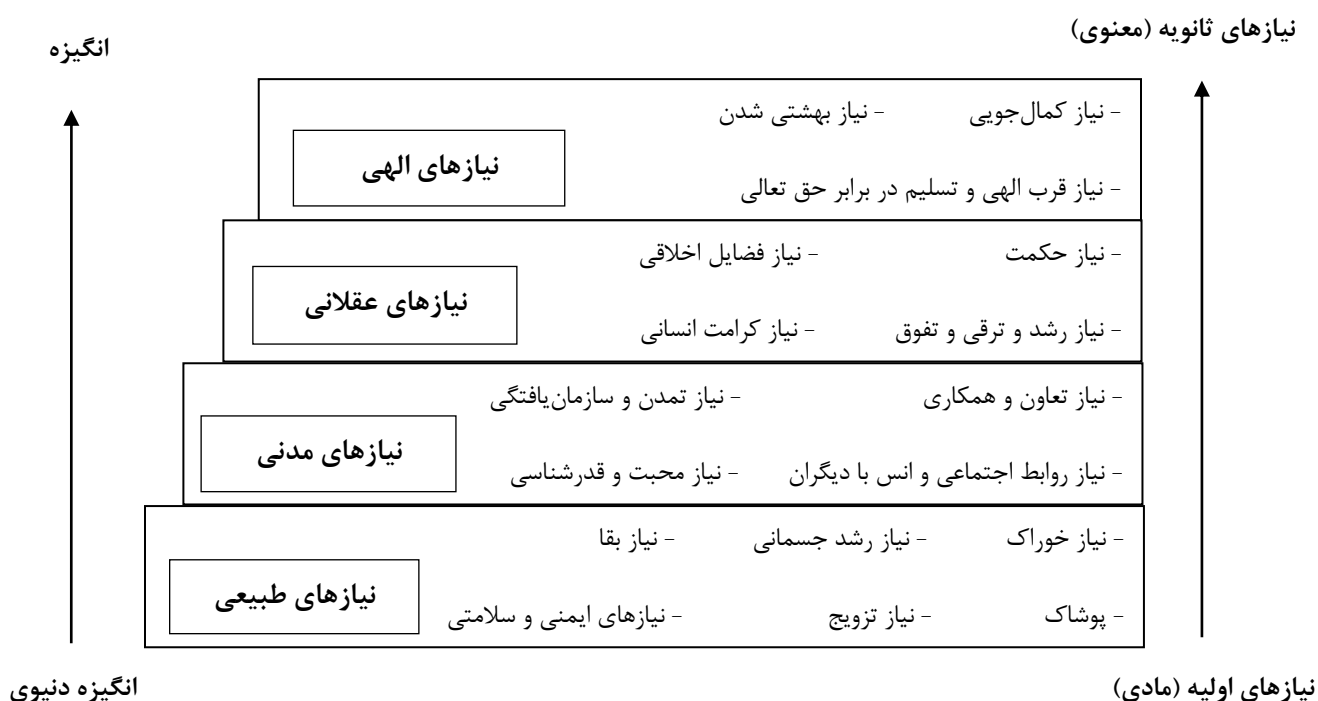 نیازهای ثانویه (معنوی)
انگیزه
- نیاز کمال‌جویی - نیاز بهشتی شدن
- نیاز قرب الهی و تسلیم در برابر حق تعالی
نیازهای الهی
- نیاز حکمت - نیاز فضایل اخلاقی
- نیاز رشد و ترقی و تفوق - نیاز کرامت انسانی
نیازهای عقلانی
- نیاز تعاون و همکاری - نیاز تمدن و سازمان‌یافتگی
- نیاز روابط اجتماعی و انس با دیگران - نیاز محبت و قدرشناسی
نیازهای مدنی
- نیاز خوراک - نیاز رشد جسمانی - نیاز بقا
- پوشاک - نیاز تزویج - نیازهای ایمنی و سلامتی
نیازهای طبیعی
نیازهای اولیه (مادی)
انگیزه دنیوی